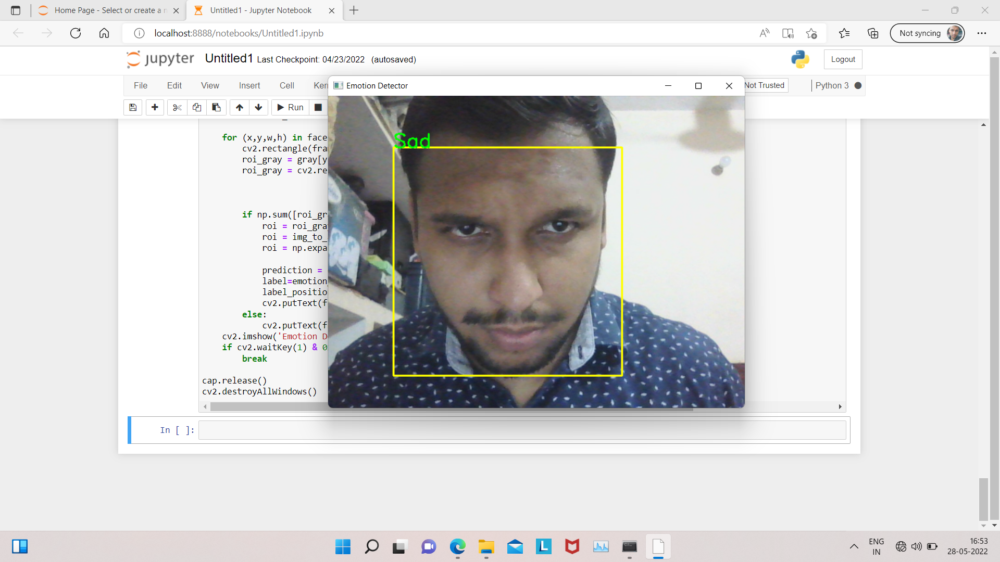 Home Page - Select or create a n
Untitled1 - Jupyter Notebook
localhost:8888/notebooks/Untitled1.ipynb
Not syncing
jupyter Untitled1 Last Checkpoint: 04/23/2022 (autosaved)
Logout
File Edit View Insert Cell Ker
Not Trusted
Python 3
Run
Emotion Detector
Sad
for (x,y,w,h) in face
cv2.rectangle(fra
roi_gray = gray[y
roi_gray = cv2.re
if np.sum([roi_gr
roi = roi_gra
roi = img_to_
roi = np.expa
prediction =
label=emotion_
label_positio
cv2.putText(f
else:
cv2.putText(f
cv2.imshow('Emotion D
if cv2.waitKey(1) & 0
break
cap.release()
cv2.destroyAllWindows()
In [ ]:
ENG
IN
16:53
28-05-2022